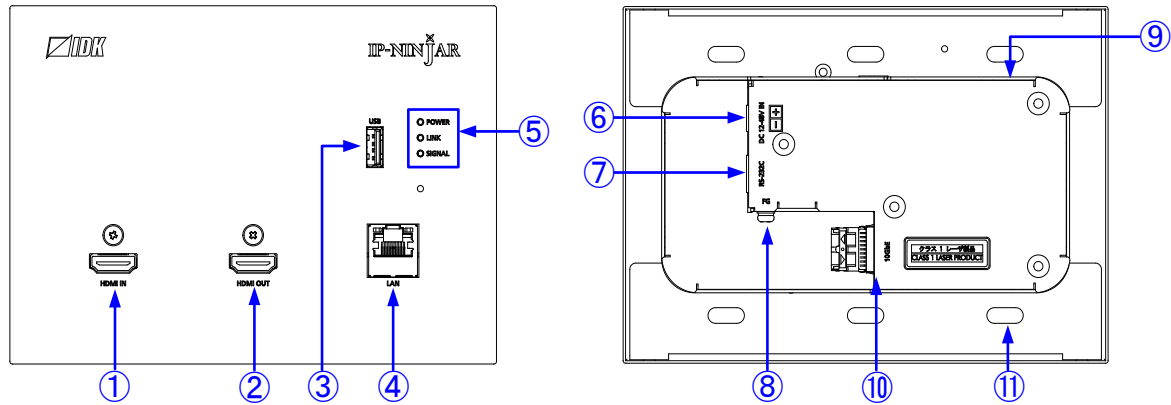 IDK
IP-NINJAR
USB
POWER
LINK
SIGNAL
⑤
③
HDMI IN
HDMI OUT
LAN
①
②
③
④
⑨
⑥
DC 12-48V IN
+
−
⑦
RS-232C
FG
10GbE
クラス 1 レーザ製品
CLASS 1 LASER PRODUCT
⑧
⑩
⑪